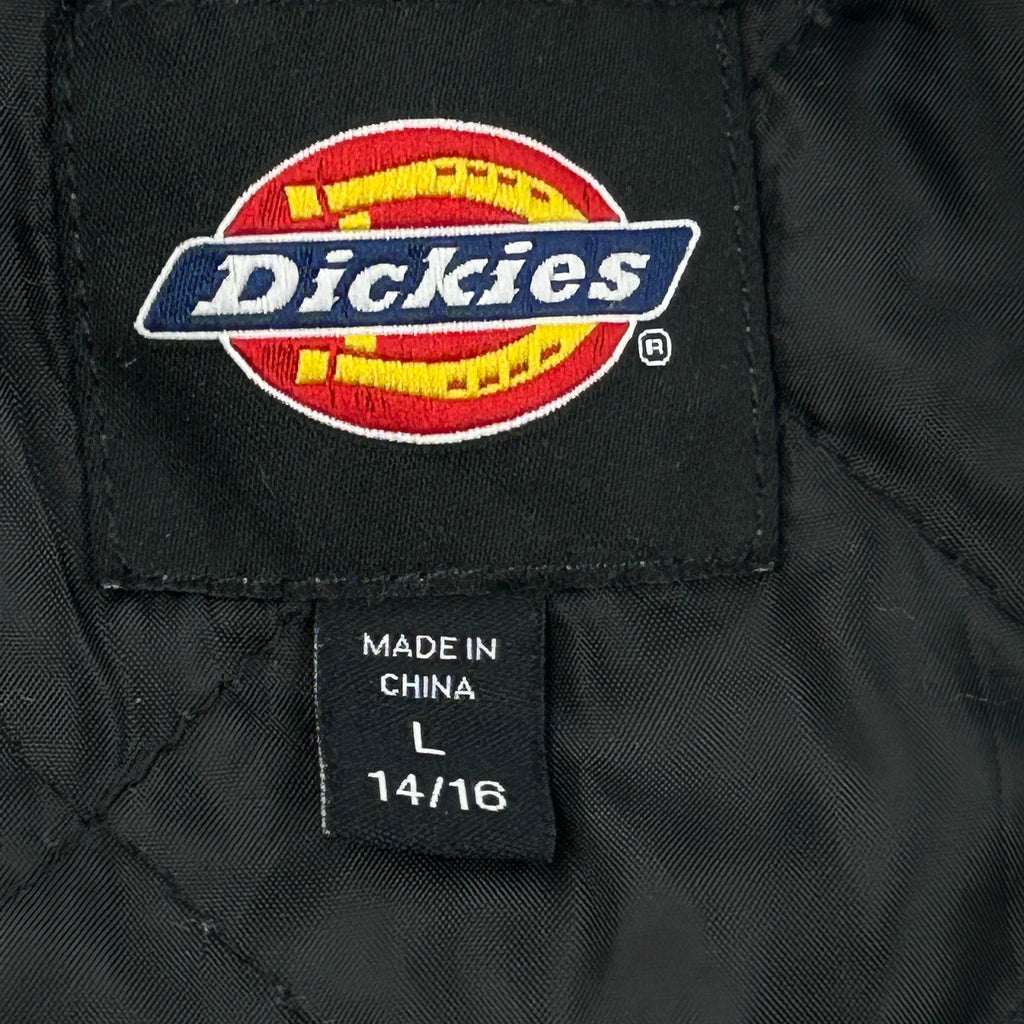 Dickies
®
MADE IN
CHINA
L
14/16